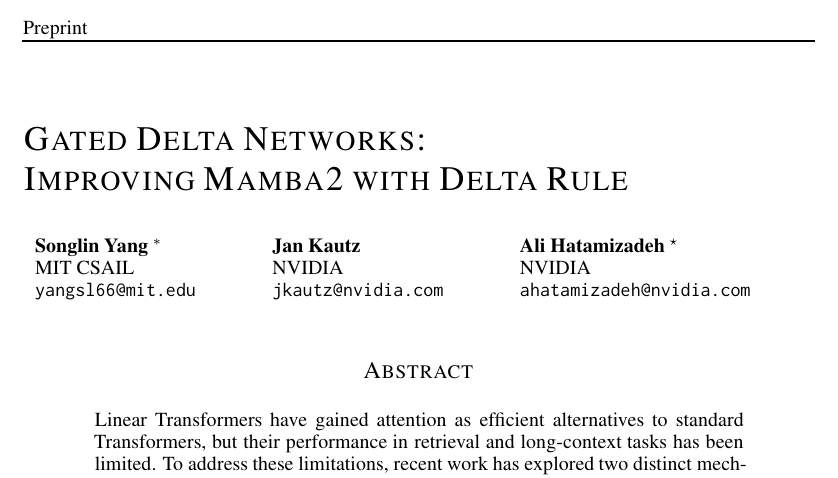 Preprint
GATED DELTA NETWORKS:
IMPROVING MAMBA2 WITH DELTA RULE
Songlin Yang * Jan Kautz Ali Hatamizadeh ⋆
MIT CSAIL NVIDIA NVIDIA
yangsl66@mit.edu jkautz@nvidia.com ahatamizadeh@nvidia.com
ABSTRACT
Linear Transformers have gained attention as efficient alternatives to standard
Transformers, but their performance in retrieval and long-context tasks has been
limited. To address these limitations, recent work has explored two distinct mech-